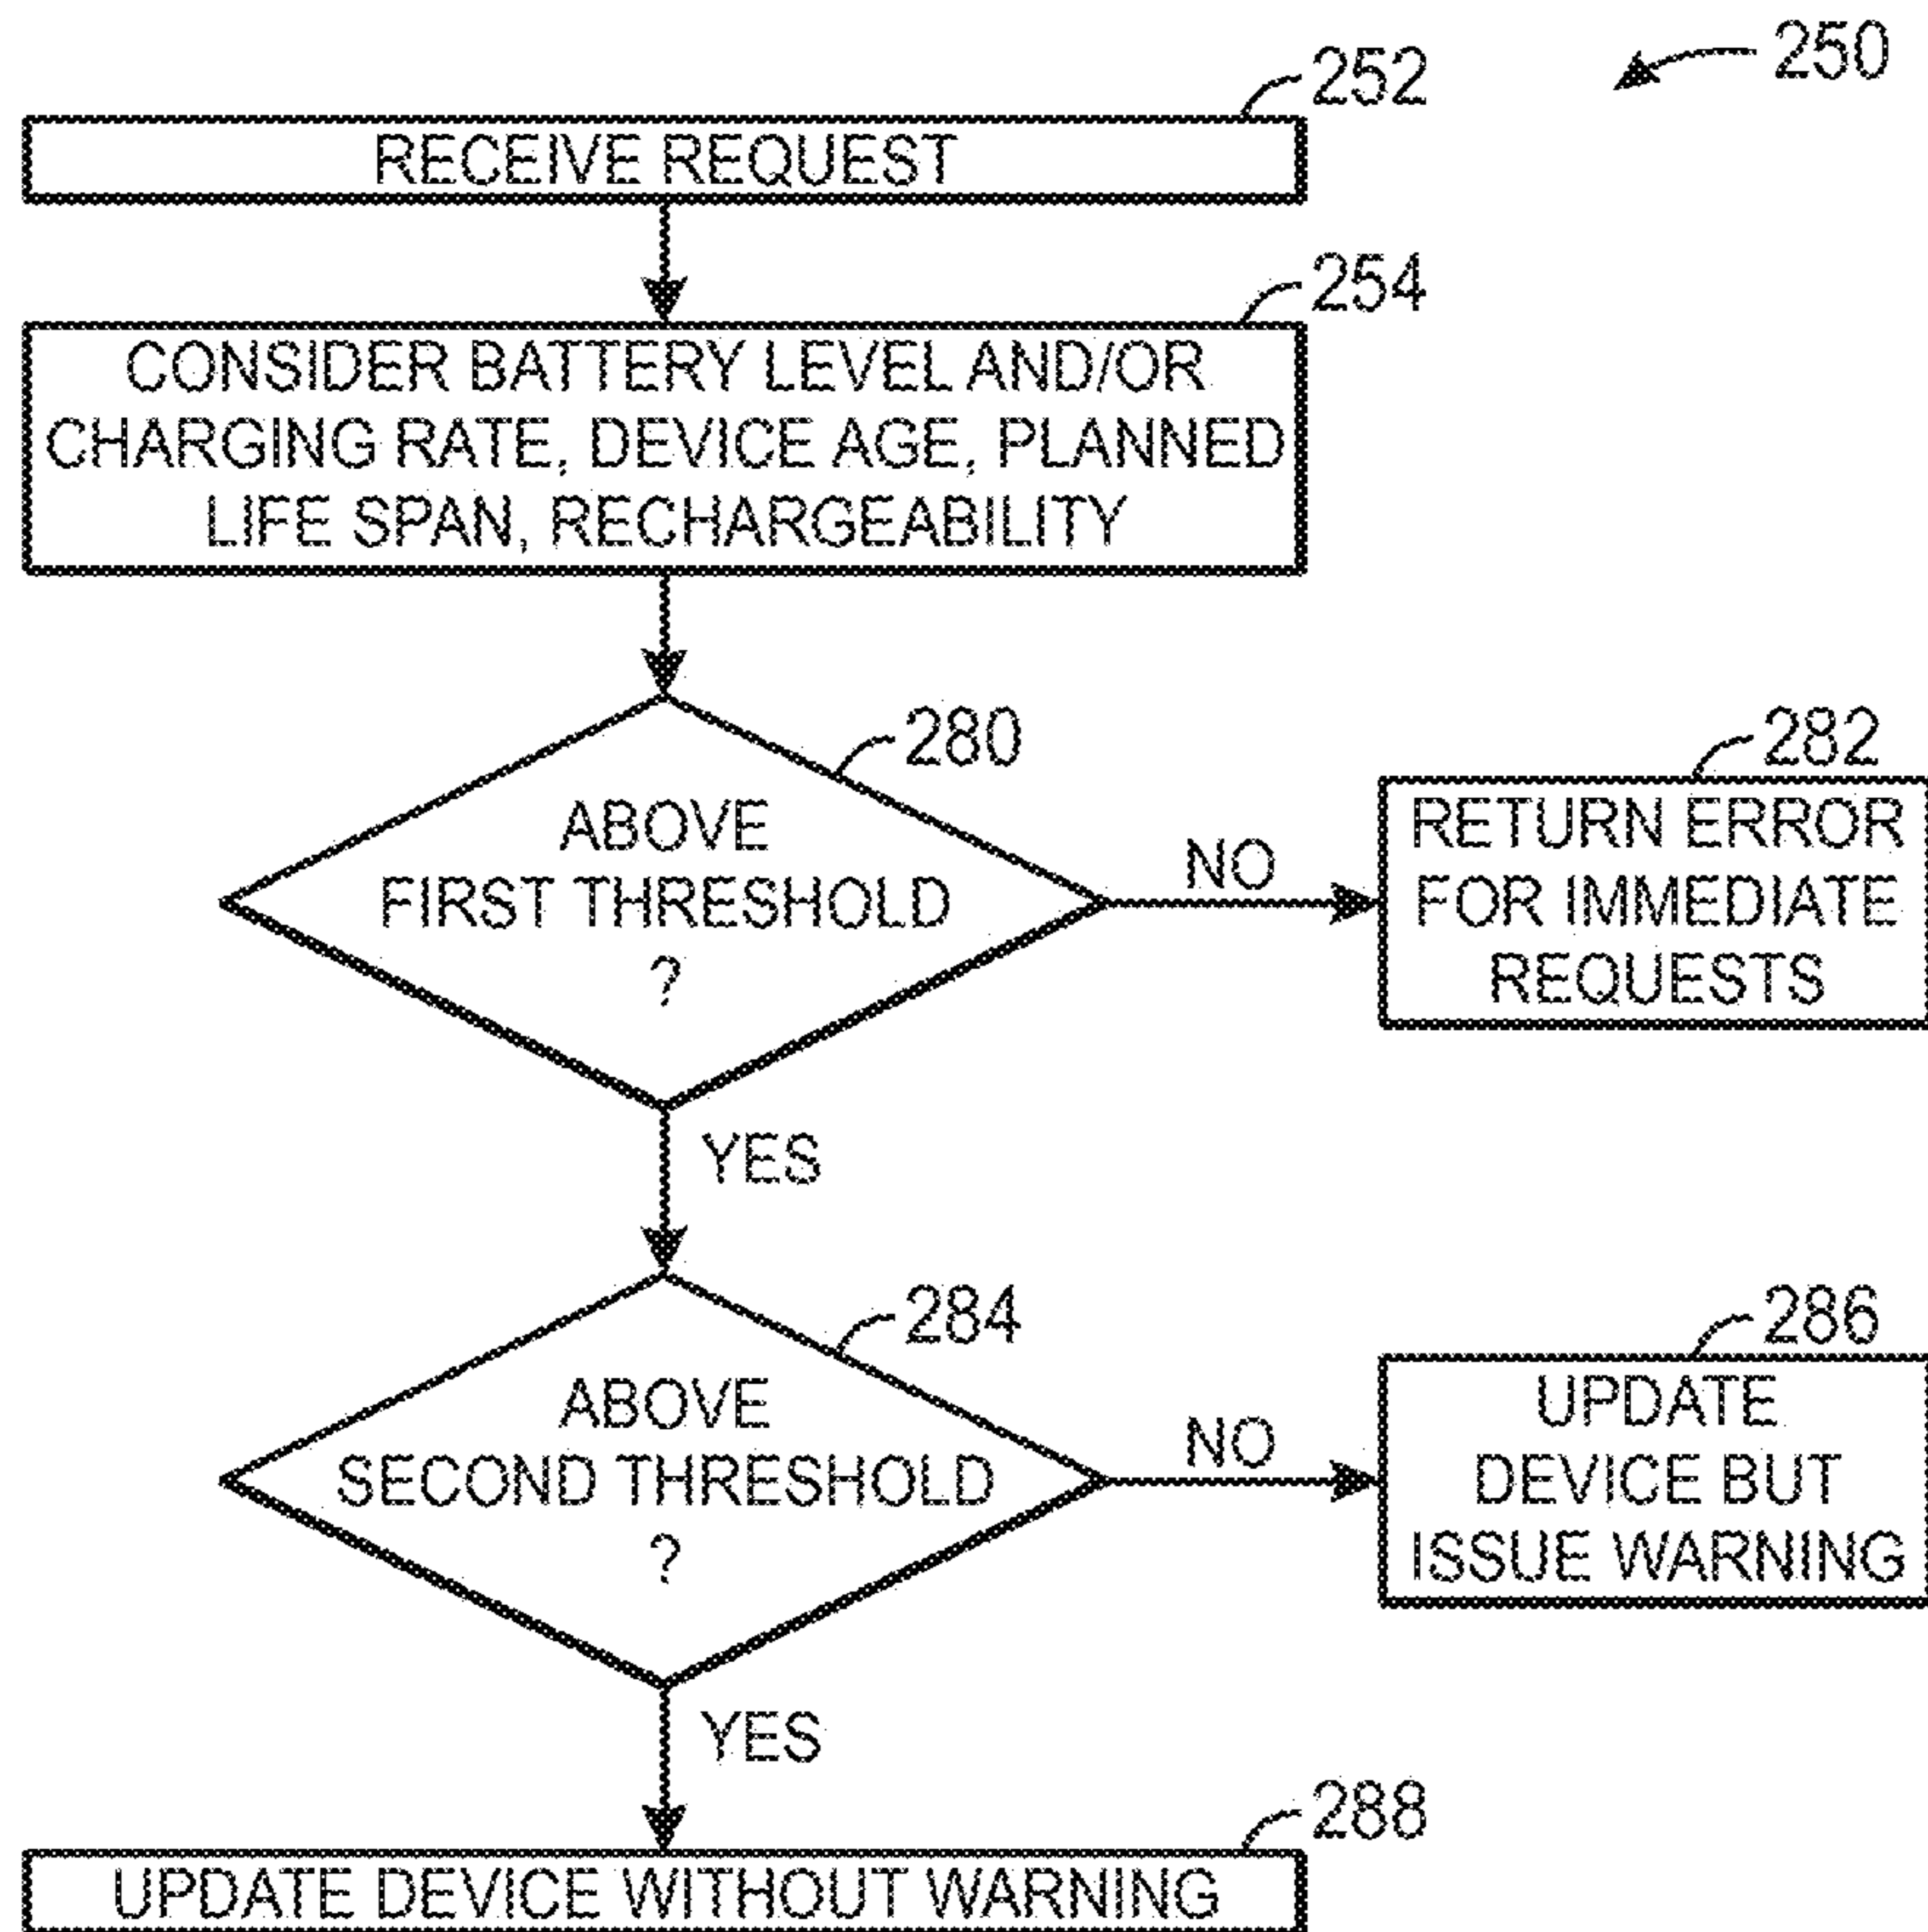 250
252
RECEIVE REQUEST
254
CONSIDER BATTERY LEVEL AND/OR
CHARGING RATE, DEVICE AGE, PLANNED
LIFE SPAN, RECHARGEABILITY
280
ABOVE
FIRST THRESHOLD
?
NO
282
RETURN ERROR
FOR IMMEDIATE
REQUESTS
YES
284
ABOVE
SECOND THRESHOLD
?
NO
286
UPDATE
DEVICE BUT
ISSUE WARNING
YES
288
UPDATE DEVICE WITHOUT WARNING